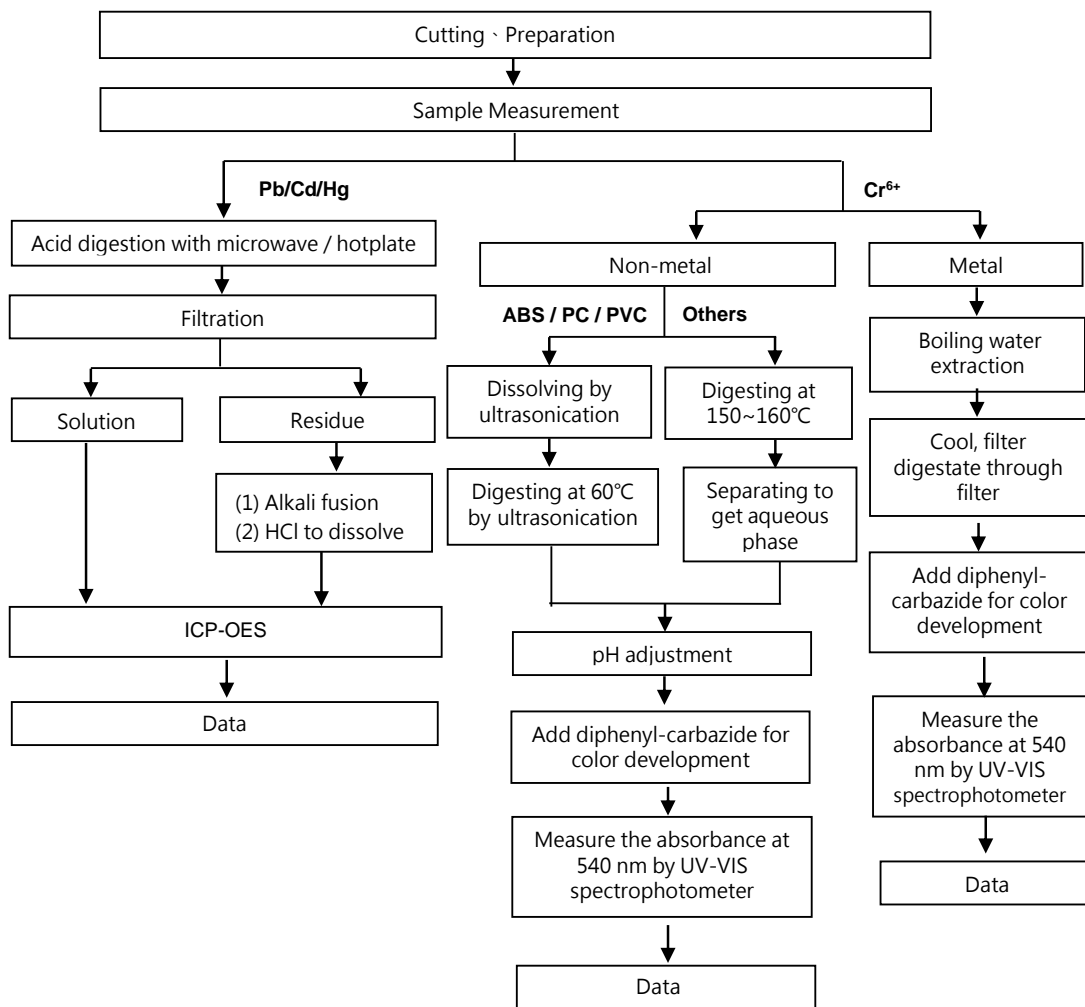 Cutting、Preparation
Sample Measurement
Pb/Cd/Hg
Cr⁶⁺
Acid digestion with microwave / hotplate
Filtration
Solution
Residue
(1) Alkali fusion
(2) HCl to dissolve
ICP-OES
Data
Non-metal
ABS / PC / PVC
Others
Dissolving by
ultrasonication
Digesting at 60℃
by ultrasonication
Digesting at
150~160℃
Separating to
get aqueous
phase
pH adjustment
Add diphenyl-carbazide for
color development
Measure the absorbance at
540 nm by UV-VIS
spectrophotometer
Data
Metal
Boiling water
extraction
Cool, filter
digestate through
filter
Add diphenyl-
carbazide for color
development
Measure the
absorbance at 540
nm by UV-VIS
spectrophotometer
Data